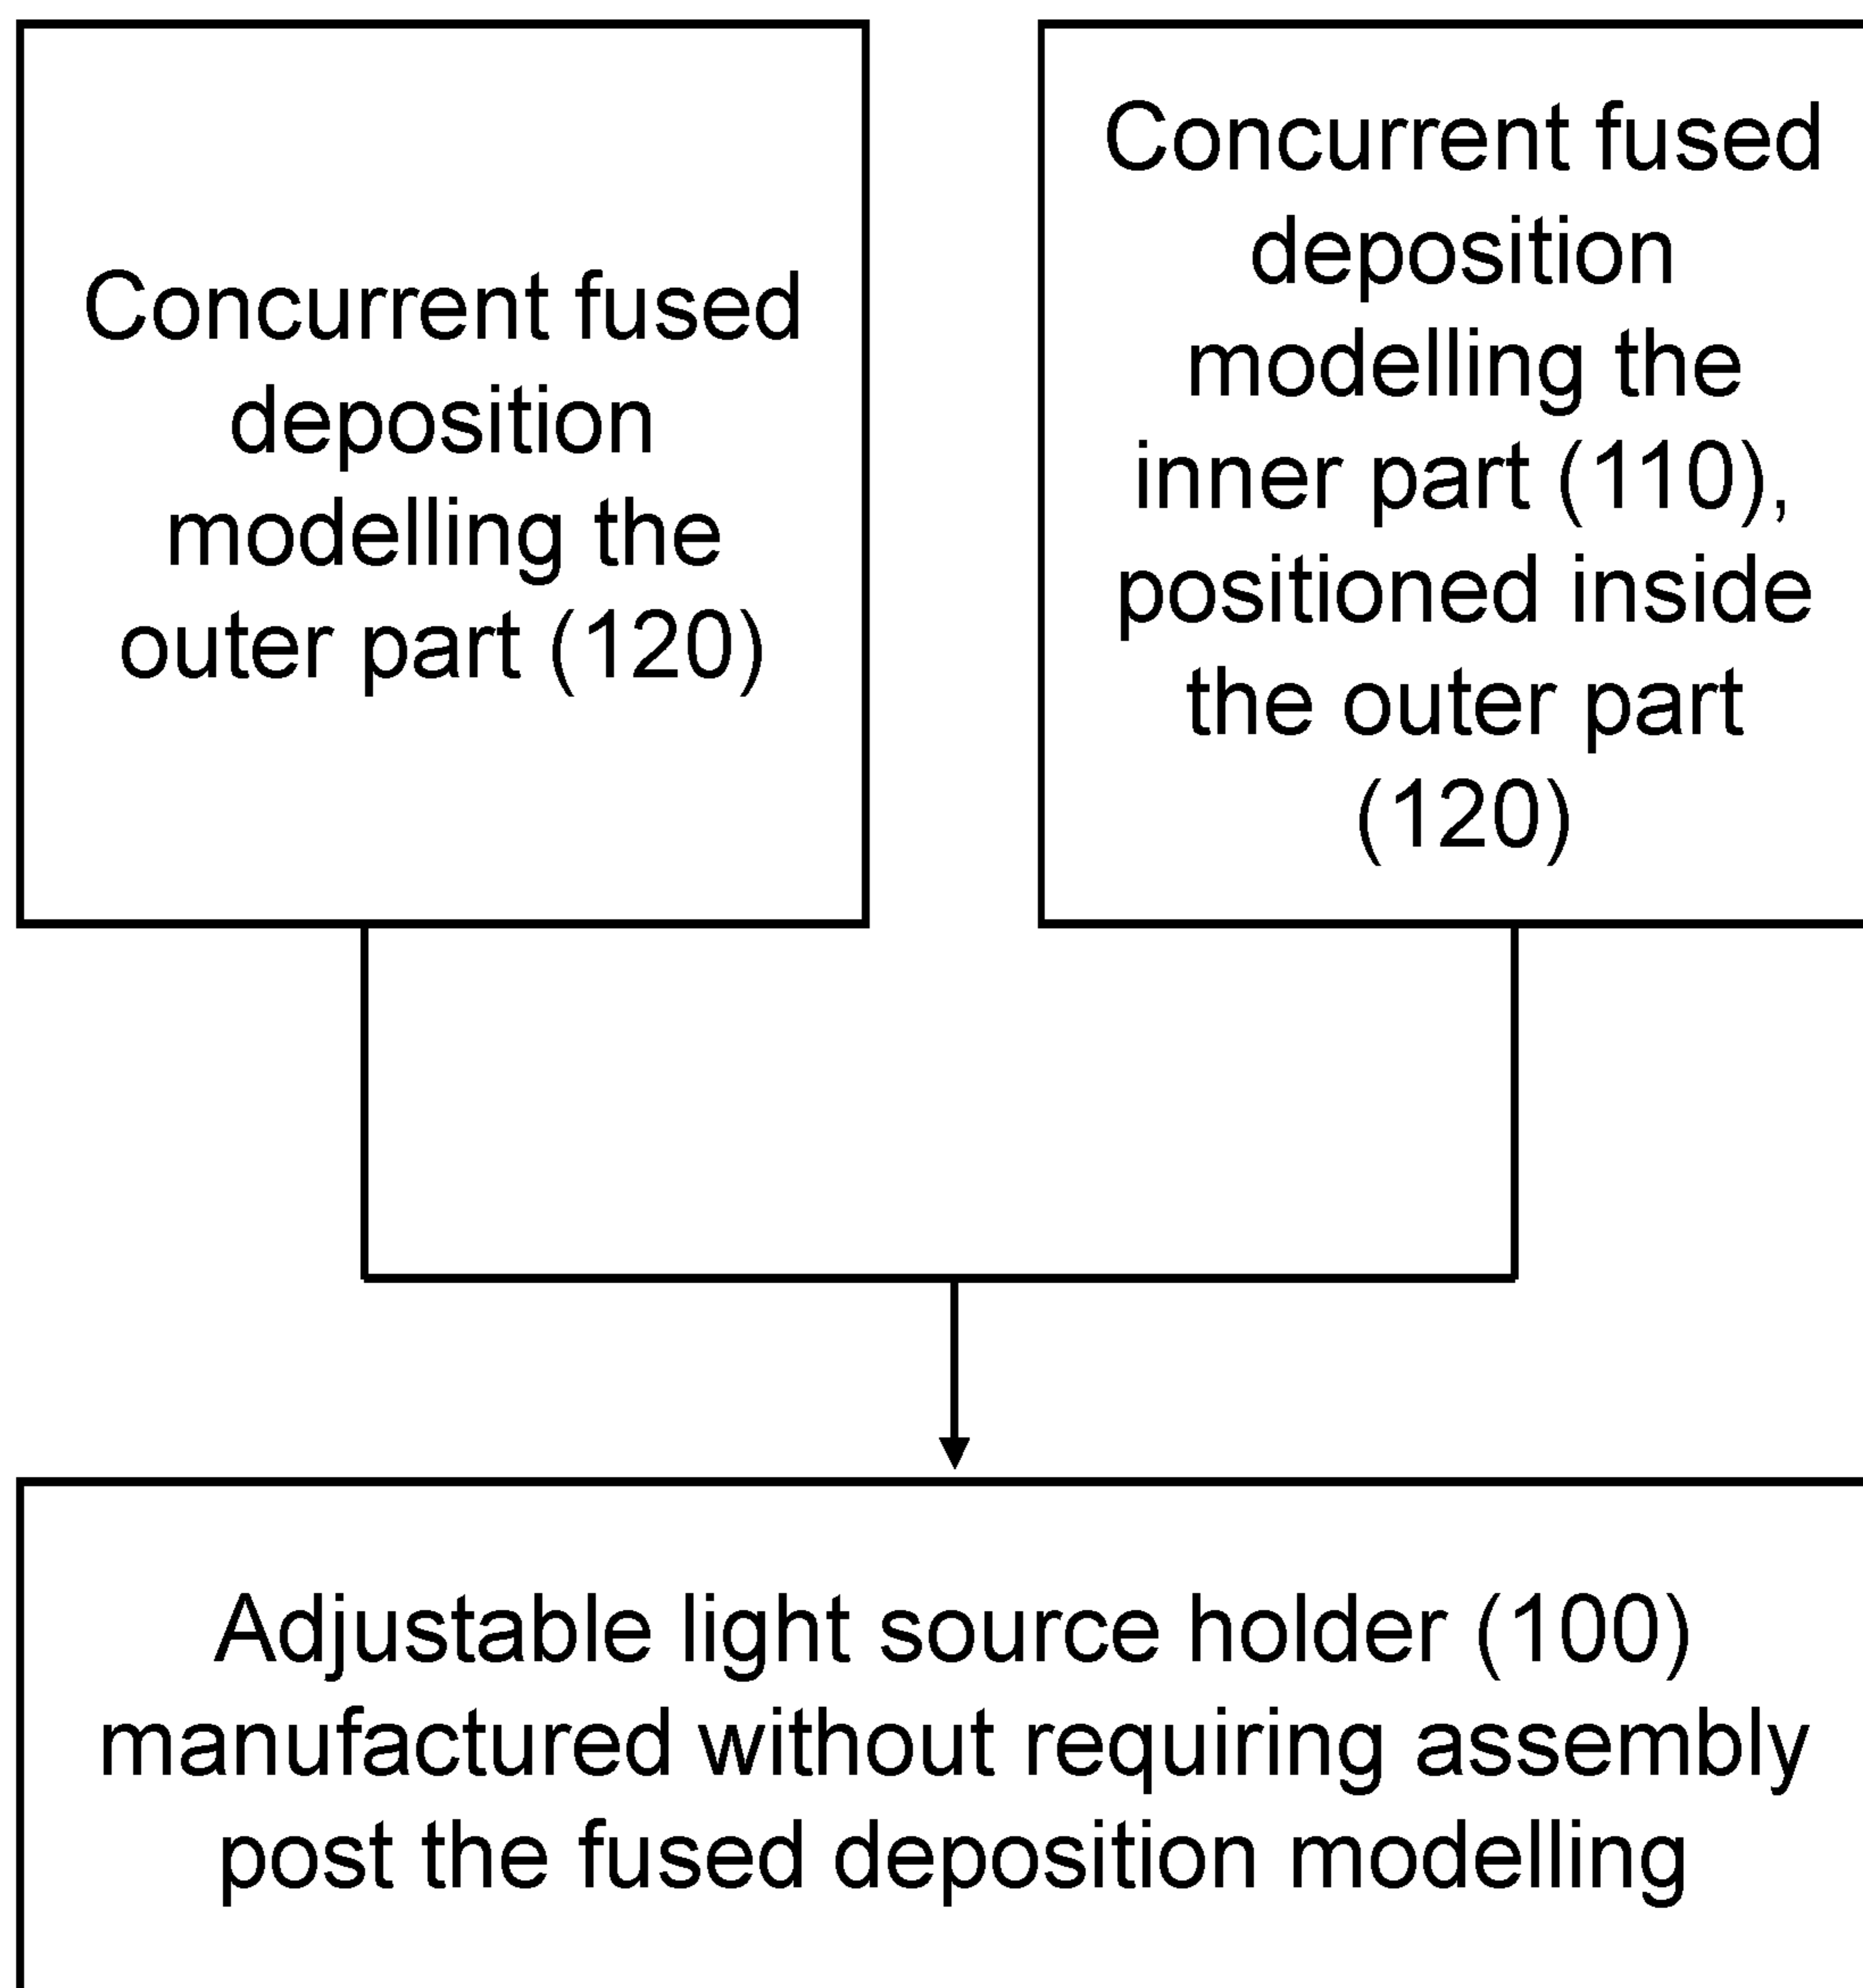 Concurrent fused
deposition
modelling the
outer part (120)
Concurrent fused
deposition
modelling the
inner part (110),
positioned inside
the outer part
(120)
Adjustable light source holder (100)
manufactured without requiring assembly
post the fused deposition modelling